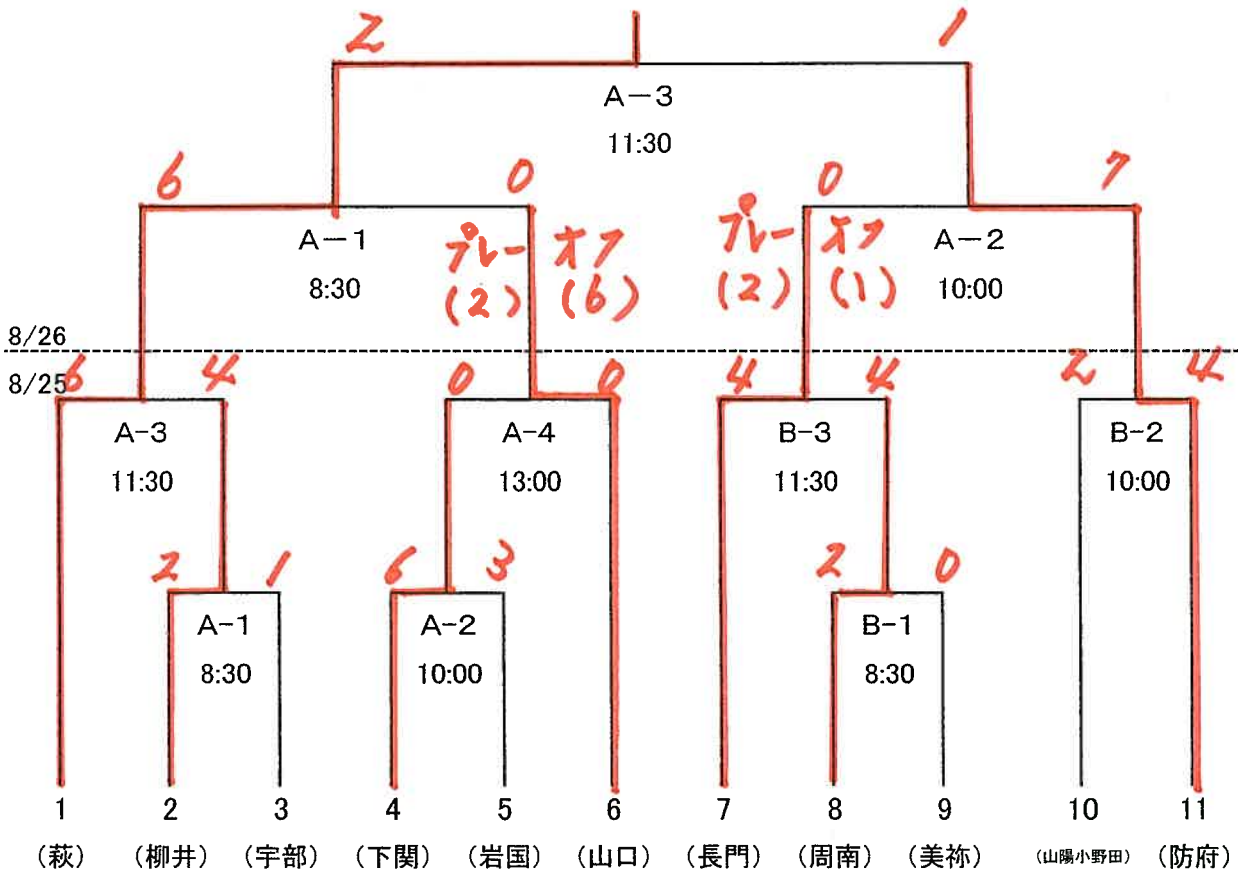 2 1
A-3
11:30
6 0 0 7
A-1 プレーオフ プレーオフ A-2
8:30 (2) (6) (2) (1) 10:00
8/26
8/25
6 4 0 0 4 4 2 4
A-3 A-4 B-3 B-2
11:30 13:00 11:30 10:00
2 1 6 3 2 0
A-1 A-2 B-1
8:30 10:00 8:30
1 2 3 4 5 6 7 8 9 10 11
(萩) (柳井) (宇部) (下関) (岩国) (山口) (長門) (周南) (美祢) (山陽小野田) (防府)